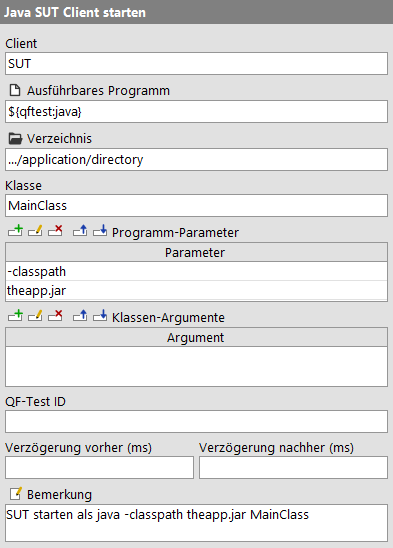 Java SUT Client starten
Client
SUT
Ausführbares Programm
${qftest:java}
Verzeichnis
.../application/directory
Klasse
MainClass
Programm-Parameter
Parameter
-classpath
theapp.jar
Klassen-Argumente
Argument
QF-Test ID
Verzögerung vorher (ms) Verzögerung nachher (ms)
Bemerkung
SUT starten als java -classpath theapp.jar MainClass